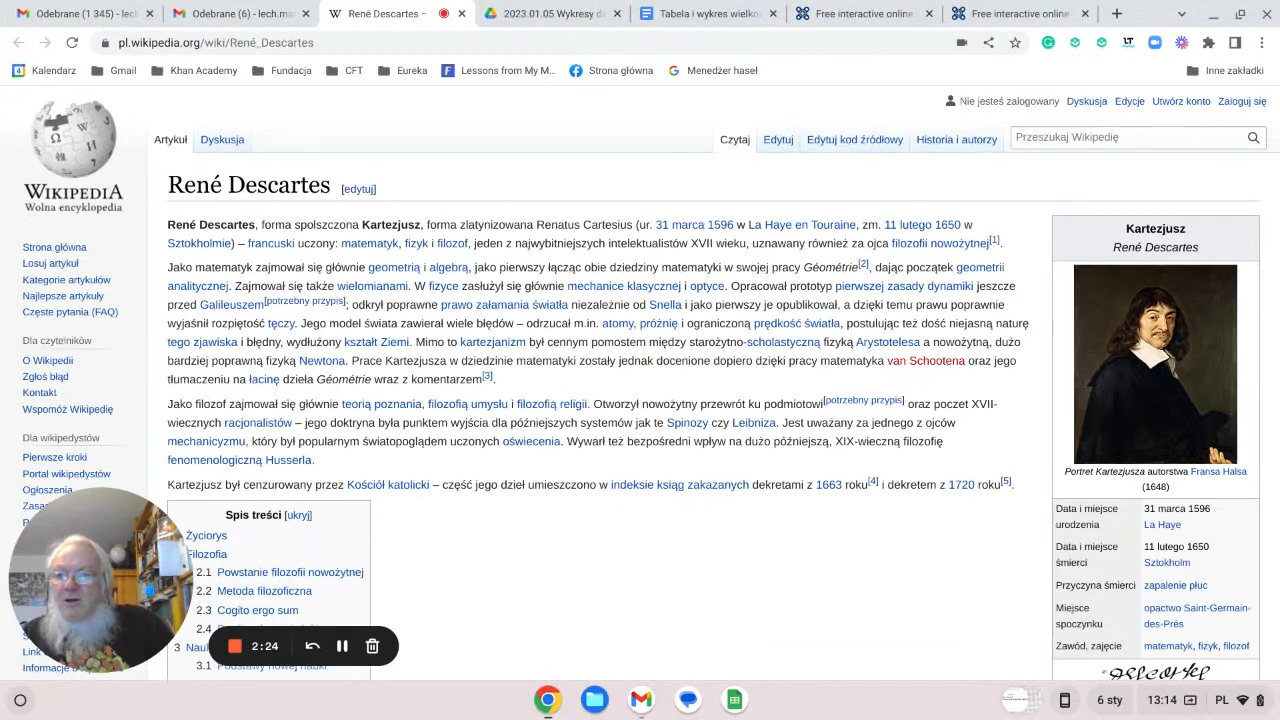 Odebrane (1 345) - lech
Odebrane (6) - lech.ma
René Descartes –
2023.01.05 Wykresy d
Tabela i wykres wielko
Free interactive online
Free interactive online
pl.wikipedia.org/wiki/René_Descartes
Kalendarz
Gmail
Khan Academy
Fundacja
CFT
Eureka
Lessons from My M...
Strona główna
Menedżer haseł
Inne zakładki
Nie jesteś zalogowany
Dyskusja
Edycje
Utwórz konto
Zaloguj się
WIKIPEDIA
Wolna encyklopedia
Artykuł
Dyskusja
Czytaj
Edytuj
Edytuj kod źródłowy
Historia i autorzy
Przeszukaj Wikipedię
Strona główna
Losuj artykuł
Kategorie artykułów
Najlepsze artykuły
Częste pytania (FAQ)
Dla czytelników
O Wikipedii
Zgłoś błąd
Kontakt
Wspomóż Wikipedię
Dla wikipedystów
Pierwsze kroki
Portal wikipedystów
Ogłoszenia
Zasa
Link
Informacje
René Descartes [edytuj]
René Descartes, forma spolszczona Kartezjusz, forma zlatynizowana Renatus Cartesius (ur. 31 marca 1596 w La Haye en Touraine, zm. 11 lutego 1650 w
Sztokholmie) – francuski uczony: matematyk, fizyk i filozof, jeden z najwybitniejszych intelektualistów XVII wieku, uznawany również za ojca filozofii nowożytnej[1].
Jako matematyk zajmował się głównie geometrią i algebrą, jako pierwszy łącząc obie dziedziny matematyki w swojej pracy Géométrie[2], dając początek geometrii
analitycznej. Zajmował się także wielomianami. W fizyce zasłużył się głównie mechanice klasycznej i optyce. Opracował prototyp pierwszej zasady dynamiki jeszcze
przed Galileuszem[potrzebny przypis]; odkrył poprawne prawo załamania światła niezależnie od Snella i jako pierwszy je opublikował, a dzięki temu prawu poprawnie
wyjaśnił rozpiętość tęczy. Jego model świata zawierał wiele błędów – odrzucał m.in. atomy, próżnię i ograniczoną prędkość światła, postulując też dość niejasną naturę
tego zjawiska i błędny, wydłużony kształt Ziemi. Mimo to kartezjanizm był cennym pomostem między starożytno-scholastyczną fizyką Arystotelesa a nowożytną, dużo
bardziej poprawną fizyką Newtona. Prace Kartezjusza w dziedzinie matematyki zostały jednak docenione dopiero dzięki pracy matematyka van Schootena oraz jego
tłumaczeniu na łacinę dzieła Géométrie wraz z komentarzem[3].
Jako filozof zajmował się głównie teorią poznania, filozofią umysłu i filozofią religii. Otworzył nowożytny przewrót ku podmiotowi[potrzebny przypis] oraz poczet XVII-
wiecznych racjonalistów – jego doktryna była punktem wyjścia dla późniejszych systemów jak te Spinozy czy Leibniza. Jest uważany za jednego z ojców
mechanicyzmu, który był popularnym światopoglądem uczonych oświecenia. Wywarł też bezpośredni wpływ na dużo późniejszą, XIX-wieczną filozofię
fenomenologiczną Husserla.
Kartezjusz był cenzurowany przez Kościół katolicki – część jego dzieł umieszczono w indeksie ksiąg zakazanych dekretami z 1663 roku[4] i dekretem z 1720 roku[5].
Spis treści [ukryj]
Życiorys
Filozofia
2.1 Powstanie filozofii nowożytnej
2.2 Metoda filozoficzna
2.3 Cogito ergo sum
2.4
3 Nauk
3.1 Podstawy nowej nauki
2:24
Kartezjusz
René Descartes
Portret Kartezjusza autorstwa Fransa Halsa
(1648)
Data i miejsce
urodzenia
31 marca 1596
La Haye
Data i miejsce
śmierci
11 lutego 1650
Sztokholm
Przyczyna śmierci
zapalenie płuc
Miejsce
spoczynku
opactwo Saint-Germain-
des-Prés
Zawód, zajęcie
matematyk, fizyk, filozof
6 sty
13:14
PL